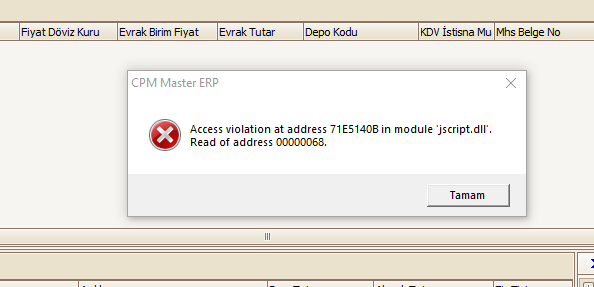 Fiyat Döviz Kuru Evrak Birim Fiyat Evrak Tutar Depo Kodu KDV İstisna Mu Mhs Belge No
CPM Master ERP
Access violation at address 71E5140B in module 'jscript.dll'.
Read of address 00000068.
Tamam